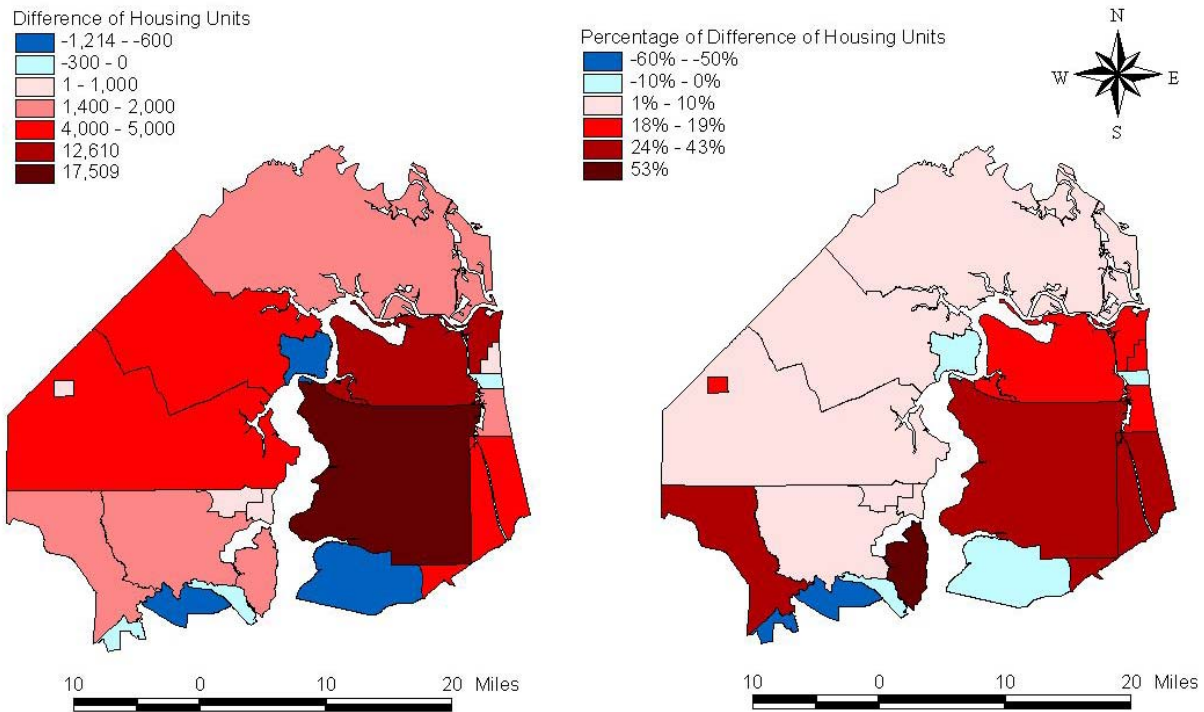 Difference of Housing Units
-1,214 - -600
-300 - 0
1 - 1,000
1,400 - 2,000
4,000 - 5,000
12,610
17,509
Percentage of Difference of Housing Units
-60% - -50%
-10% - 0%
1% - 10%
18% - 19%
24% - 43%
53%
N
W E
S
10 0 10 20 Miles
10 0 10 20 Miles